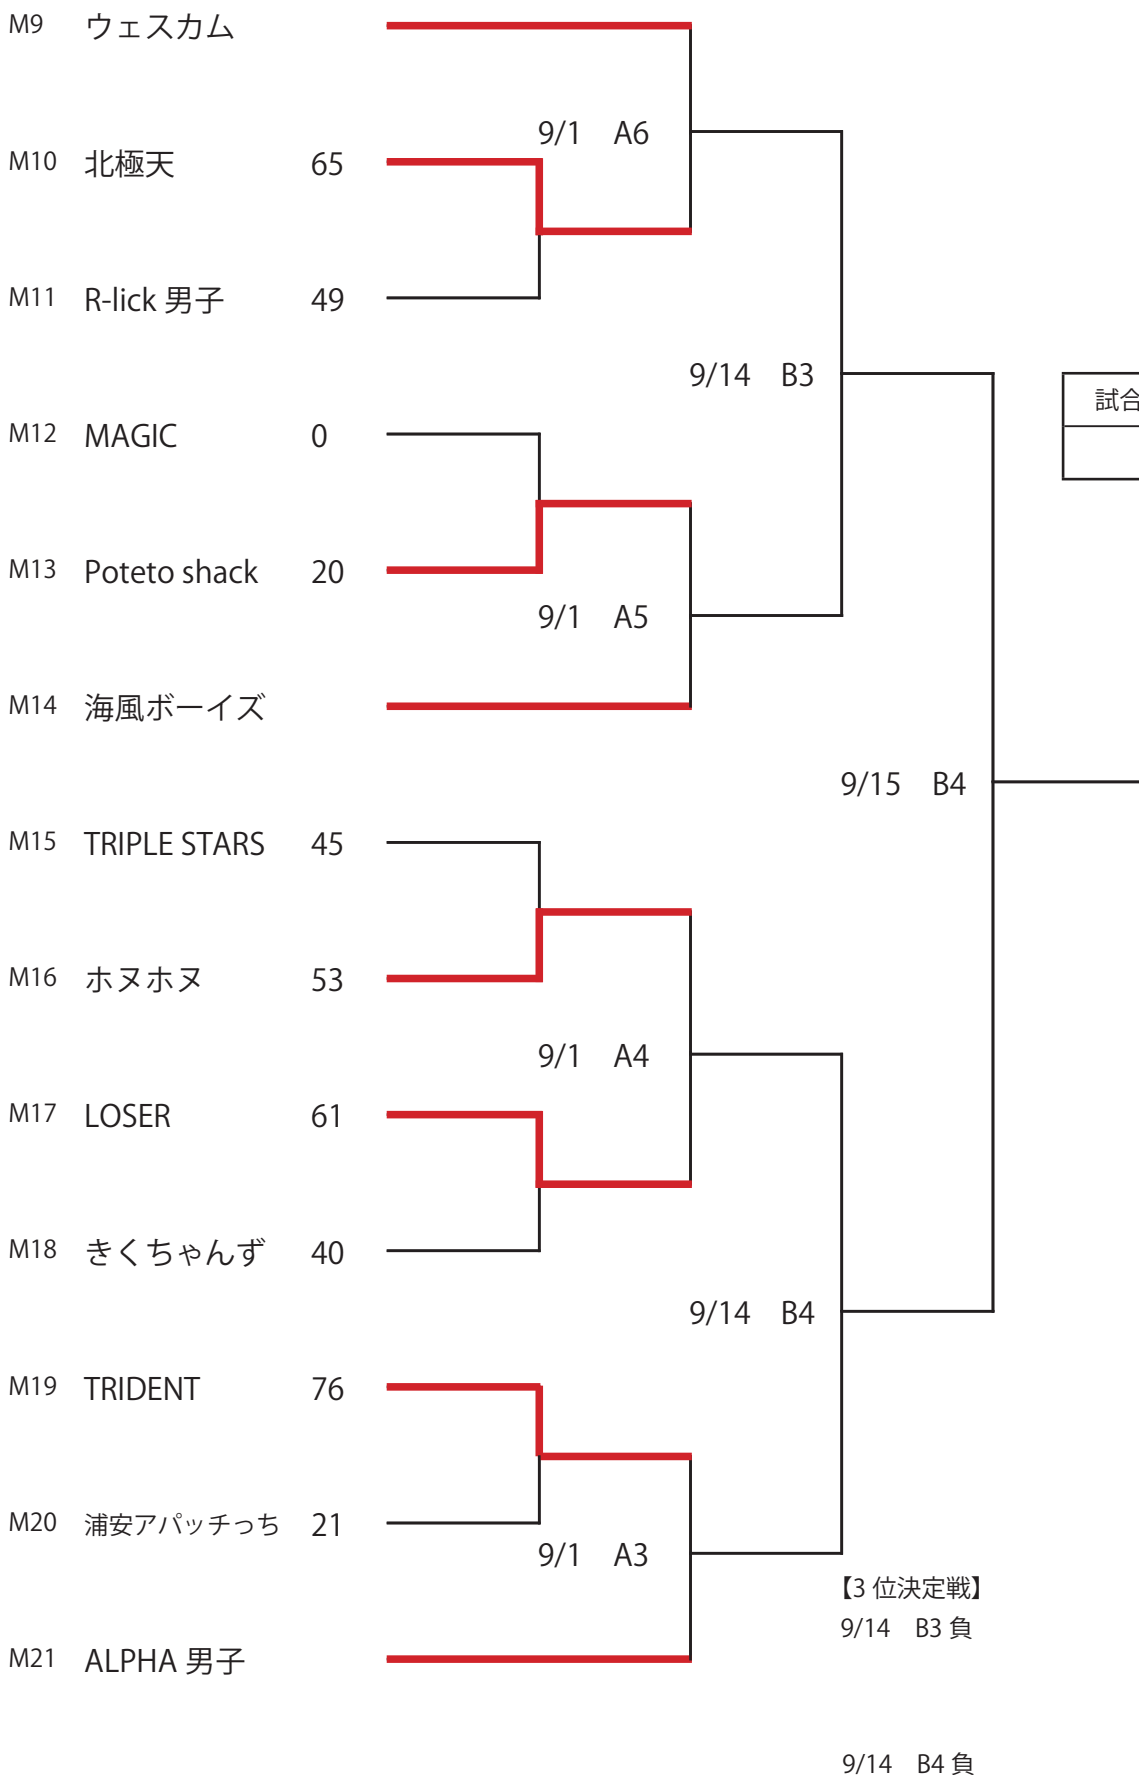 M9 ウェスカム
9/1 A6
M10 北極天 65
M11 R-lick 男子 49
9/14 B3
試合
M12 MAGIC 0
M13 Poteto shack 20
9/1 A5
M14 海風ボーイズ
9/15 B4
M15 TRIPLE STARS 45
M16 ホヌホヌ 53
9/1 A4
M17 LOSER 61
M18 きくちゃんず 40
9/14 B4
M19 TRIDENT 76
M20 浦安アパッチっち 21
9/1 A3
【3 位決定戦】
9/14 B3 負
M21 ALPHA 男子
9/14 B4 負